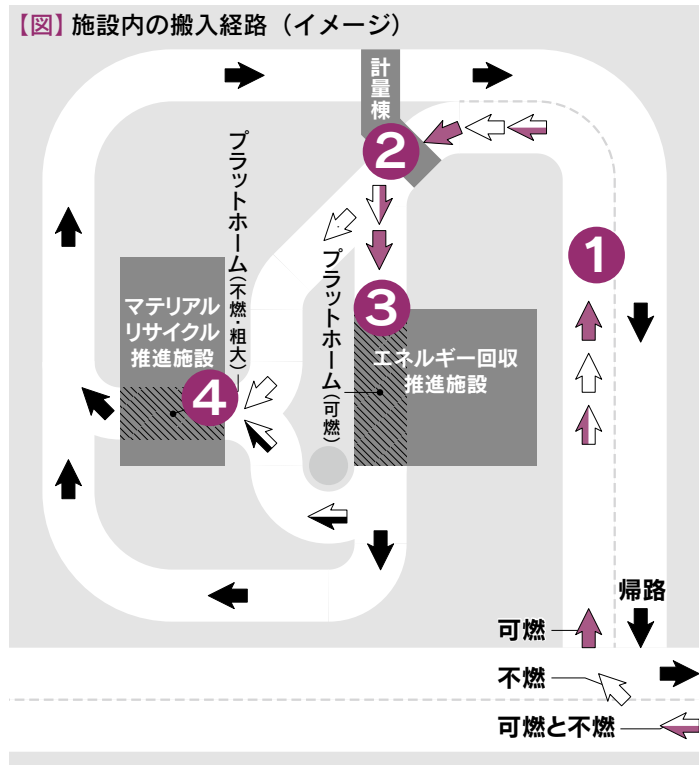 【図】施設内の搬入経路（イメージ）
計量棟
2
1
プラットホーム（不燃・粗大）
プラットホーム（可燃）
3
マテリアル
リサイクル
推進施設
エネルギー回収
推進施設
4
帰路
可燃
不燃
可燃と不燃